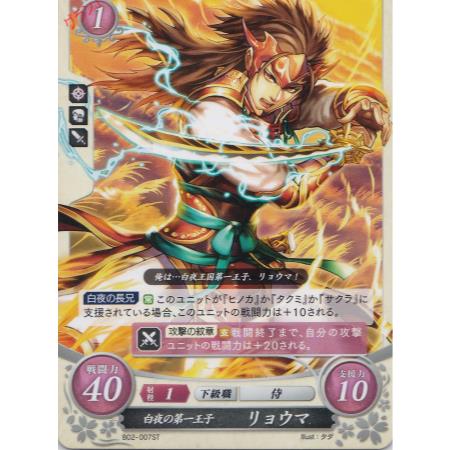 1
俺は…白夜王国第一王子、リョウマ！
白夜の長兄 常 このユニットが『ヒノカ』か『タクミ』か『サクラ』に
支援されている場合、このユニットの戦闘力は＋10される。
攻撃の紋章 支 戦闘終了まで、自分の攻撃
ユニットの戦闘力は＋20される。
戦闘力
40
射程 1 下級職 侍
支援力
10
白夜の第一王子 リョウマ
B02-007ST
Illust：タダ